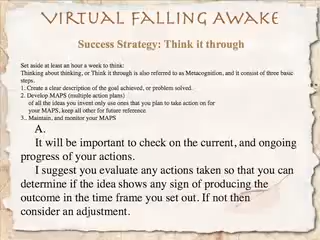 Virtual Falling Awake
Success Strategy: Think it through
Set aside at least an hour a week to think:
Thinking about thinking, or Think it through is also referred to as Metacognition, and it consist of three basic
steps.
1. Create a clear description of the goal achieved, or problem solved.
2. Develop MAPS (multiple action plans)
of all the ideas you invent only use ones that you plan to take action on for
your MAPS, keep all other for future reference.
3.. Maintain, and monitor your MAPS
A.
It will be important to check on the current, and ongoing
progress of your actions.
I suggest you evaluate any actions taken so that you can
determine if the idea shows any sign of producing the
outcome in the time frame you set out. If not then
consider an adjustment.